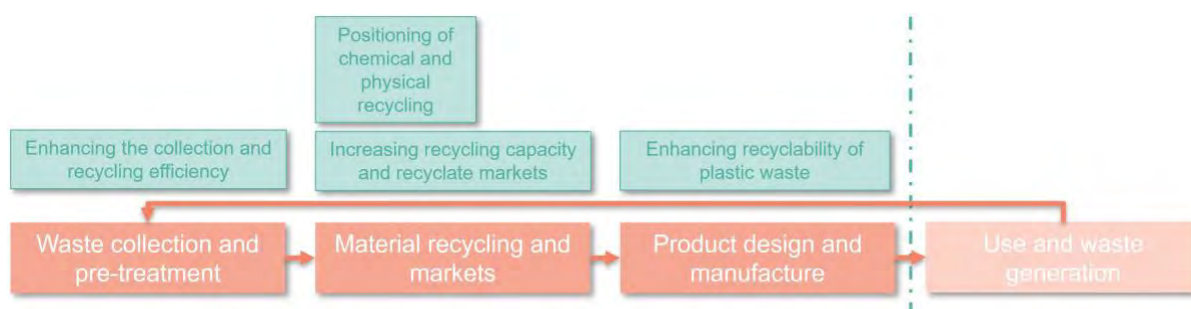 Positioning of
chemical and
physical
recycling
Enhancing the collection and
recycling efficiency
Increasing recycling capacity
and recyclate markets
Enhancing recyclability of
plastic waste
Waste collection and
pre-treatment
Material recycling and
markets
Product design and
manufacture
Use and waste
generation